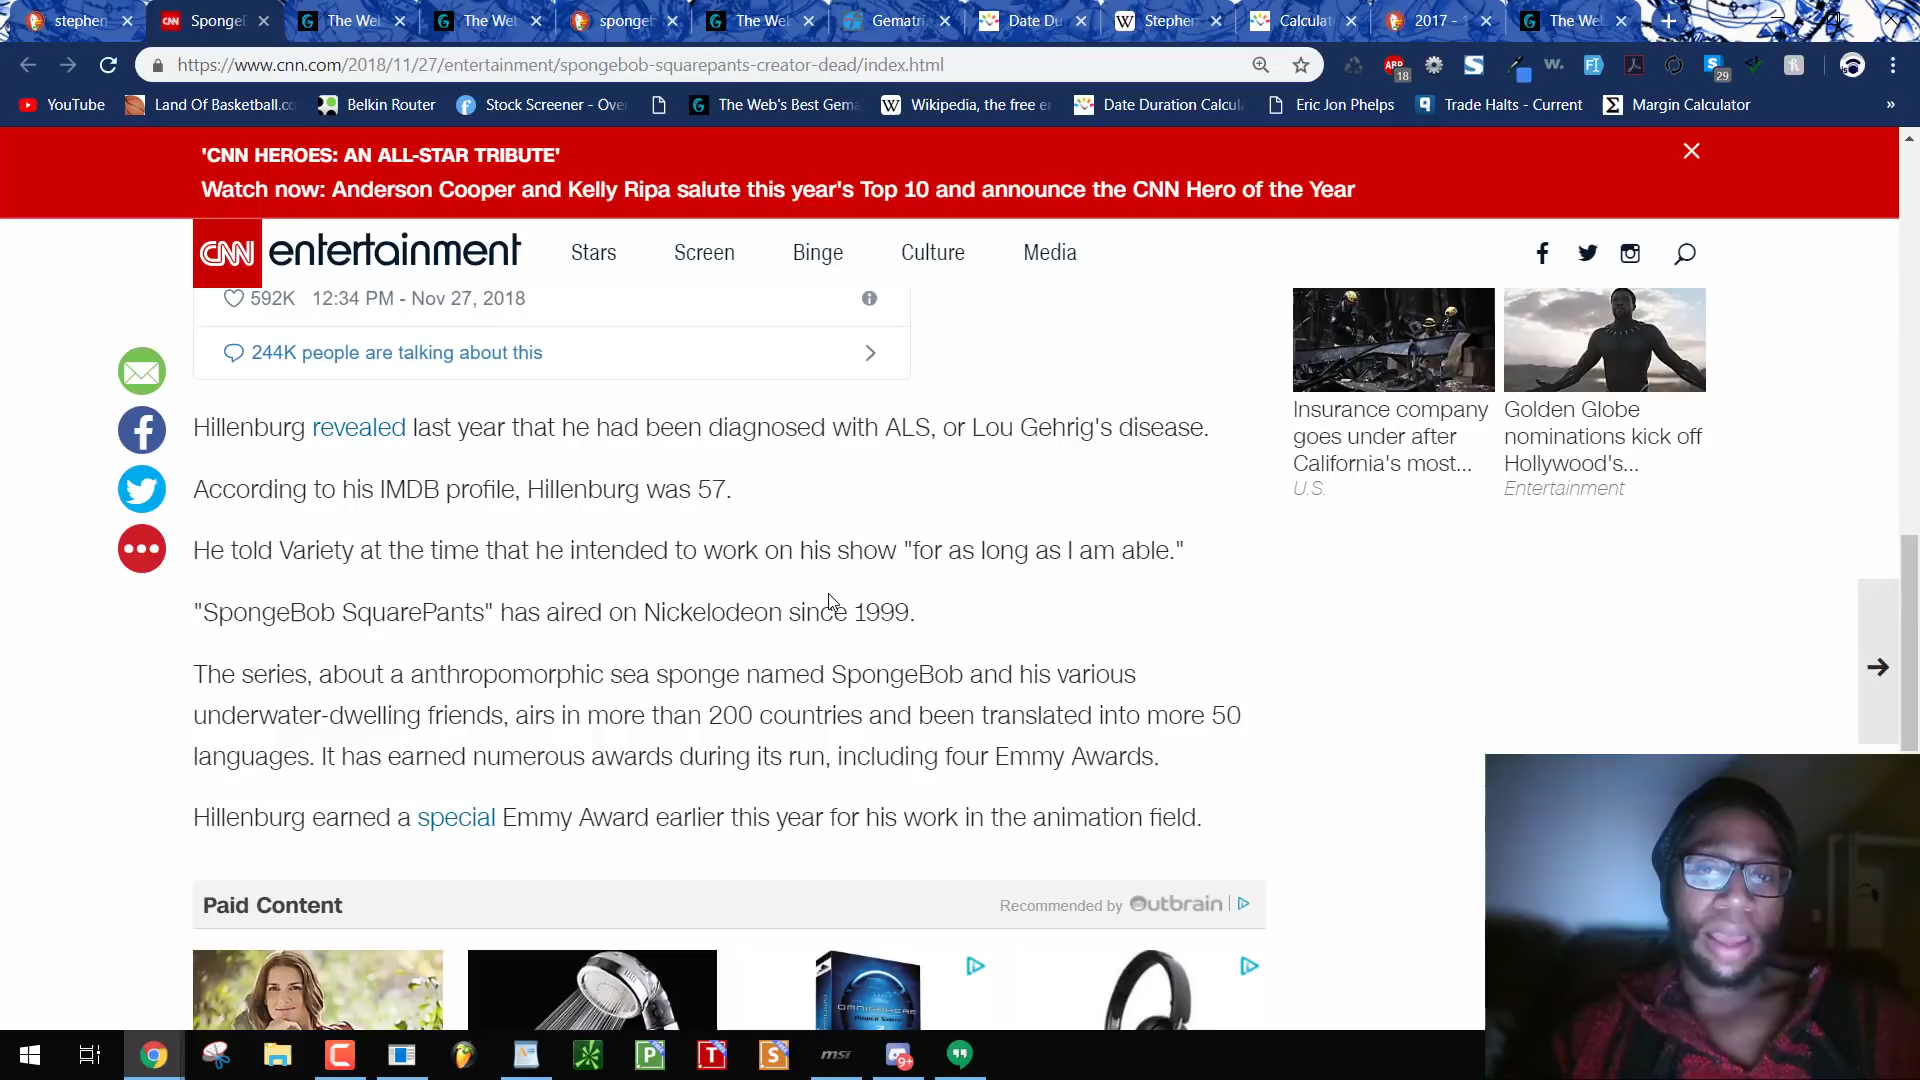 stephen
SpongeB
The Wel
The Wel
sponge
The We
Gematri
Date Du
Stephen
Calculat
2017 -
The We
https://www.cnn.com/2018/11/27/entertainment/spongebob-squarepants-creator-dead/index.html
ABP
18
29
YouTube
Land Of Basketball.co
Belkin Router
Stock Screener - Over
The Web's Best Gema
Wikipedia, the free e
Date Duration Calcul
Eric Jon Phelps
Trade Halts - Current
Margin Calculator
»
'CNN HEROES: AN ALL-STAR TRIBUTE'
Watch now: Anderson Cooper and Kelly Ripa salute this year's Top 10 and announce the CNN Hero of the Year
CNN entertainment
Stars
Screen
Binge
Culture
Media
592K 12:34 PM - Nov 27, 2018
244K people are talking about this
Hillenburg revealed last year that he had been diagnosed with ALS, or Lou Gehrig's disease.
According to his IMDB profile, Hillenburg was 57.
He told Variety at the time that he intended to work on his show "for as long as I am able."
"SpongeBob SquarePants" has aired on Nickelodeon since 1999.
The series, about a anthropomorphic sea sponge named SpongeBob and his various
underwater-dwelling friends, airs in more than 200 countries and been translated into more 50
languages. It has earned numerous awards during its run, including four Emmy Awards.
Hillenburg earned a special Emmy Award earlier this year for his work in the animation field.
Insurance company
goes under after
California's most...
U.S.
Golden Globe
nominations kick off
Hollywood's...
Entertainment
Paid Content
Recommended by Outbrain
OMNISPHERE
msi
9+